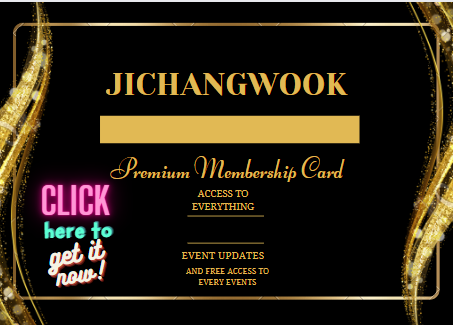 JICHANGWOOK
Premium Membership Card
ACCESS TO
EVERYTHING
EVENT UPDATES
AND FREE ACCESS TO
EVERY EVENTS
CLICK
here to
get it
now!